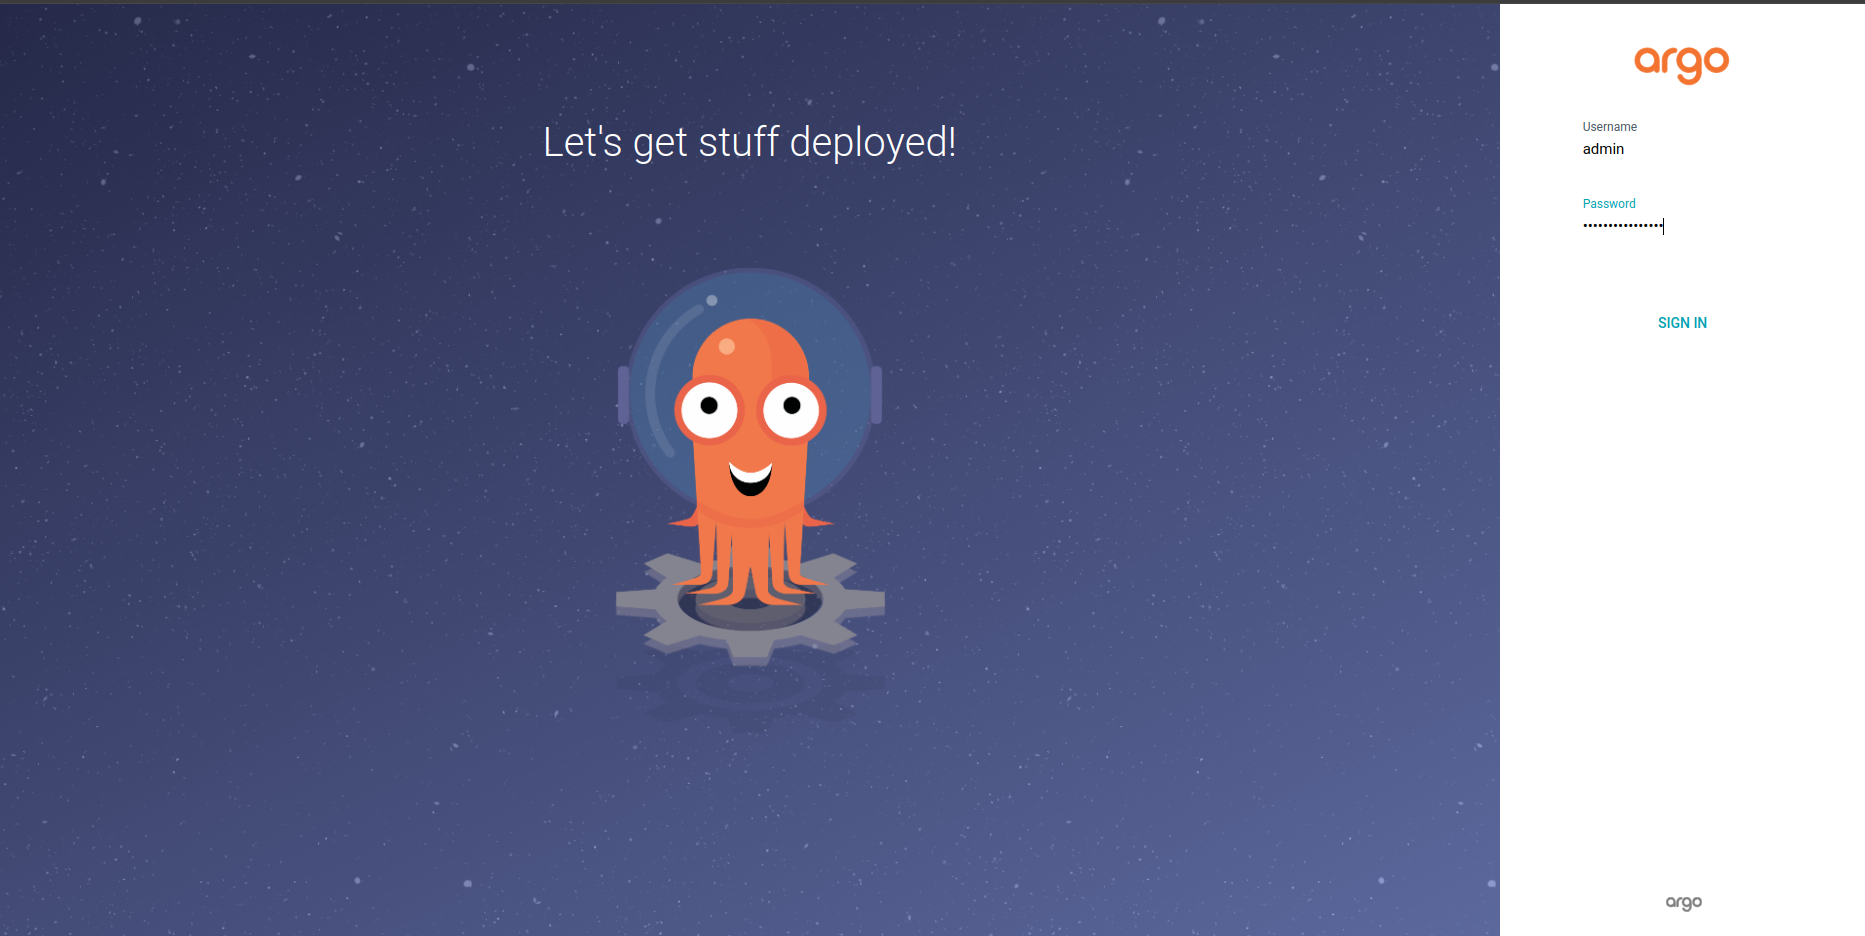 Let's get stuff deployed!
argo
Username
admin
Password
••••••••••••••••
SIGN IN
argo